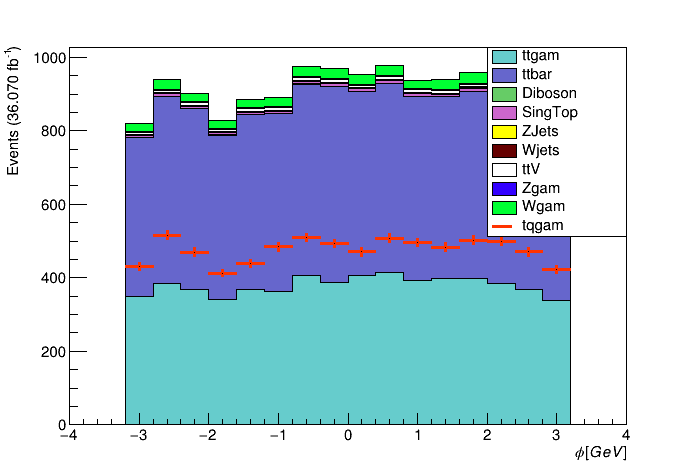 Events (36.070 fb⁻¹)
1000
800
600
400
200
0
ttgam
ttbar
Diboson
SingTop
ZJets
Wjets
ttV
Zgam
Wgam
tqgam
−4 −3 −2 −1 0 1 2 3 4
ϕ[GeV]